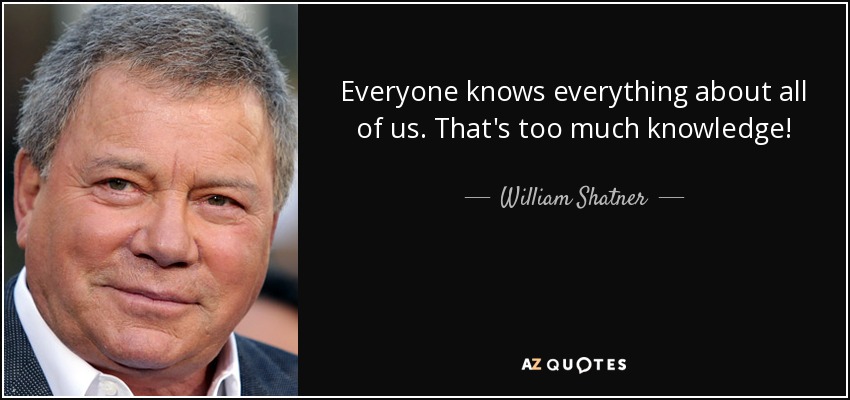 Everyone knows everything about all
of us. That's too much knowledge!
— William Shatner —
AZ QUOTES